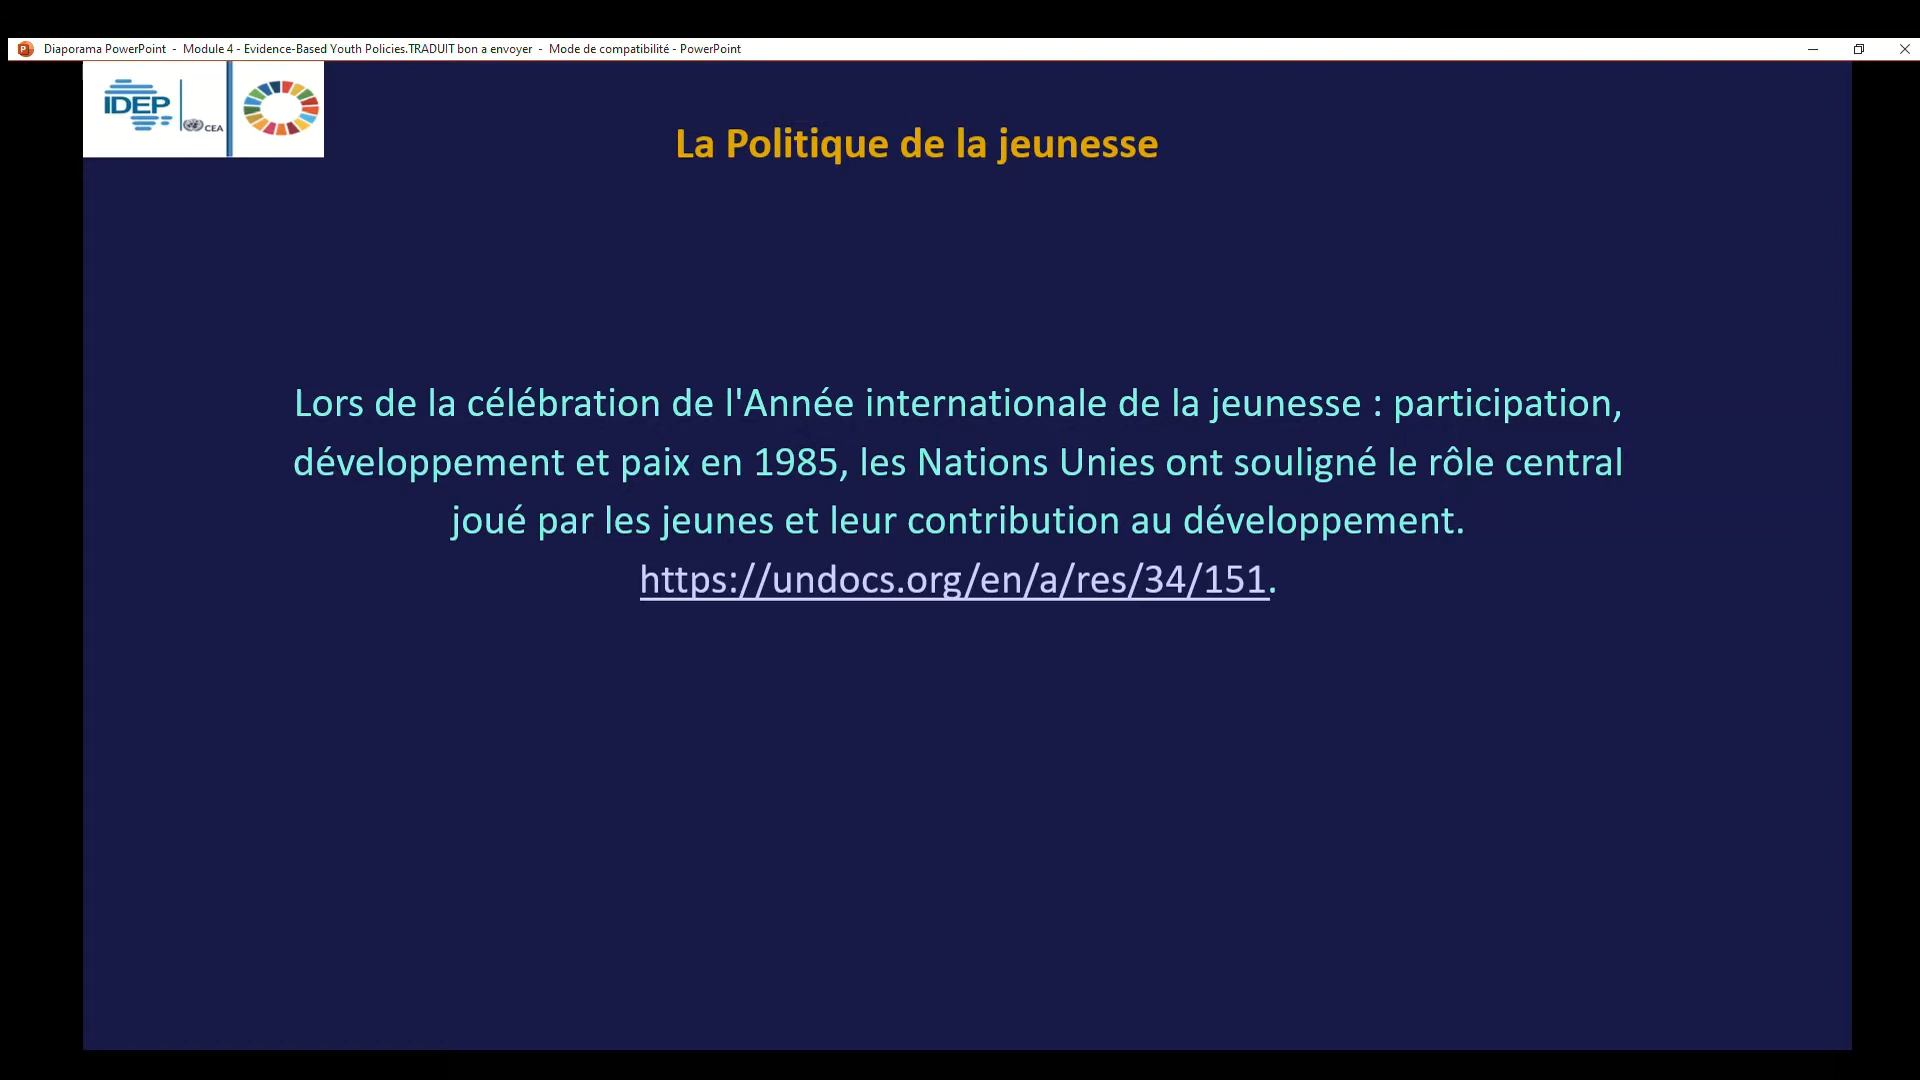 Diaporama PowerPoint - Module 4 - Evidence-Based Youth Policies.TRADUIT bon a envoyer - Mode de compatibilité - PowerPoint
IDEP
CEA
La Politique de la jeunesse
Lors de la célébration de l'Année internationale de la jeunesse : participation,
développement et paix en 1985, les Nations Unies ont souligné le rôle central
joué par les jeunes et leur contribution au développement.
https://undocs.org/en/a/res/34/151.